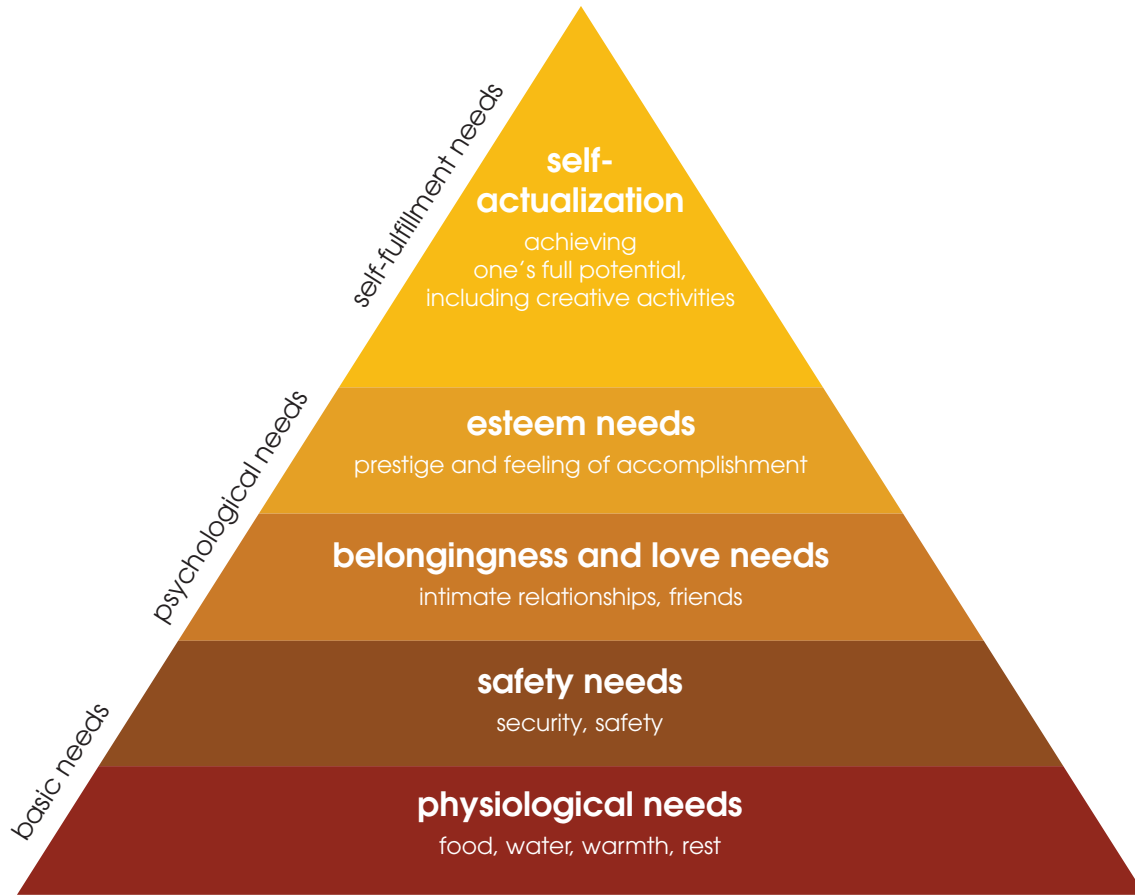 self-fulfillment needs
self-
actualization
achieving
one's full potential,
including creative activities
psychological needs
esteem needs
prestige and feeling of accomplishment
belongingness and love needs
intimate relationships, friends
basic needs
safety needs
security, safety
physiological needs
food, water, warmth, rest